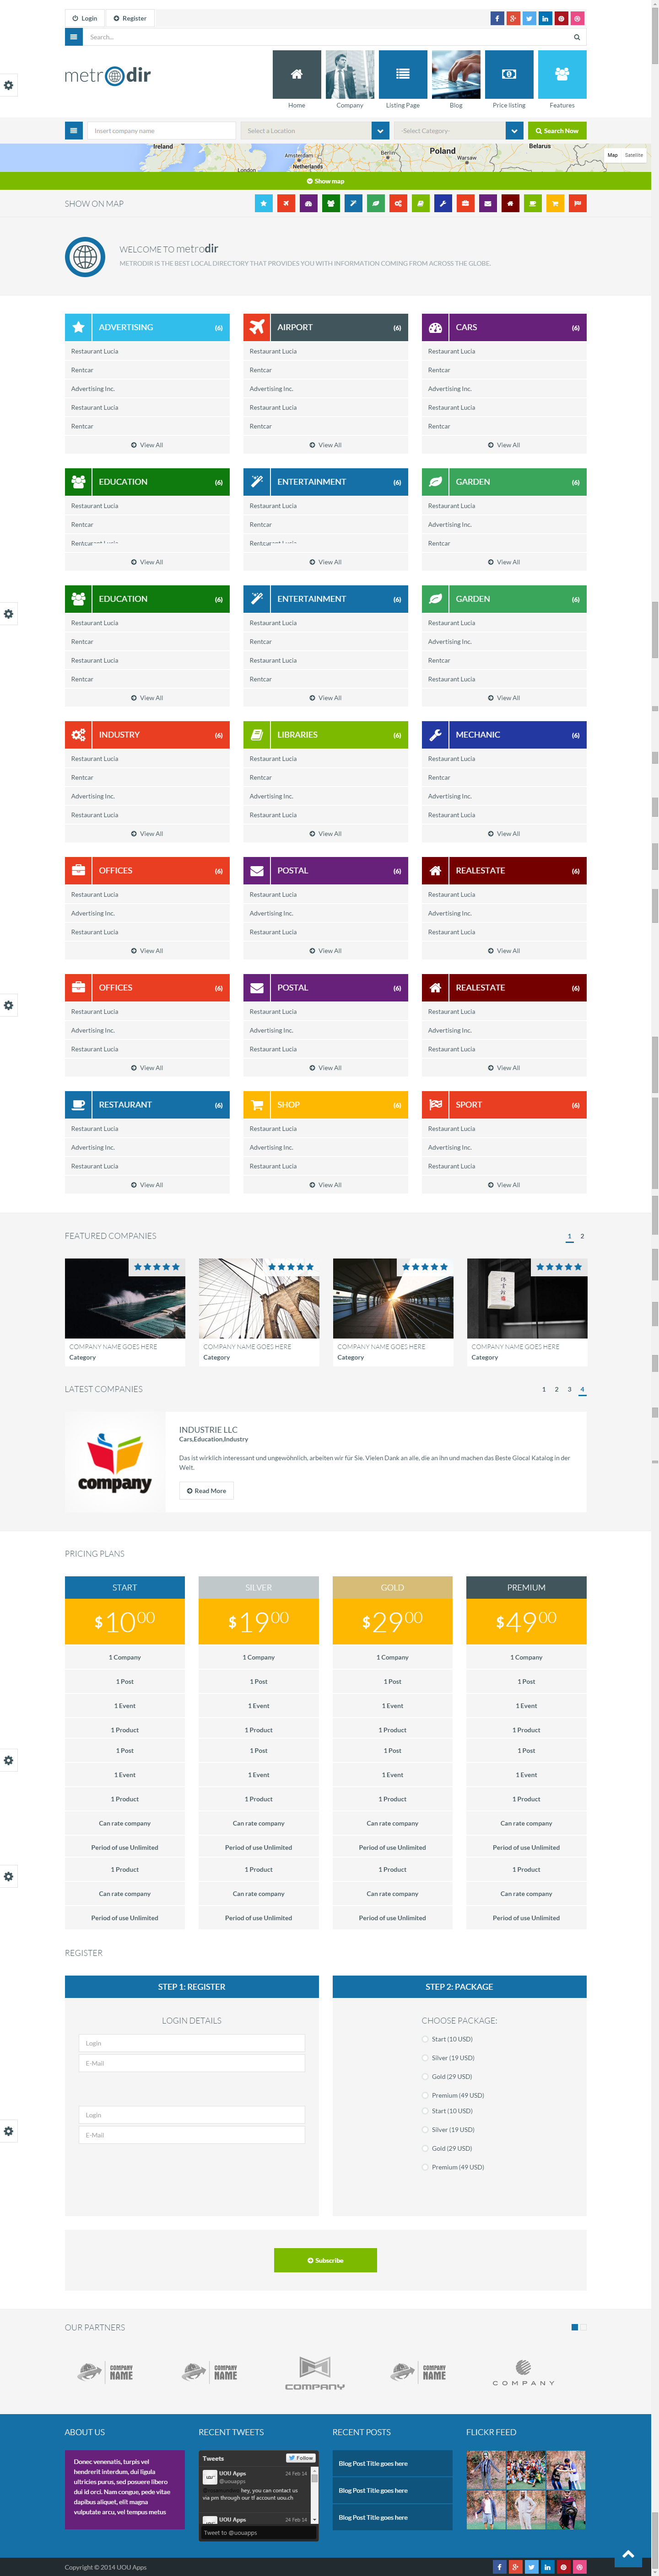 Login
Register
Search...
metrodir
Home
Company
Listing Page
Blog
Price listing
Features
Insert company name
Select a Location
-Select Category-
Search Now
Ireland
Amsterdam
Netherlands
London
Berlin
Poland
Warsaw
Belarus
Map
Satellite
Show map
SHOW ON MAP
WELCOME TO metrodir
METRODIR IS THE BEST LOCAL DIRECTORY THAT PROVIDES YOU WITH INFORMATION COMING FROM ACROSS THE GLOBE.
ADVERTISING (6)
Restaurant Lucia
Rentcar
Advertising Inc.
Restaurant Lucia
Rentcar
View All
AIRPORT (6)
Restaurant Lucia
Rentcar
Advertising Inc.
Restaurant Lucia
Rentcar
View All
CARS (6)
Restaurant Lucia
Rentcar
Advertising Inc.
Restaurant Lucia
Rentcar
View All
EDUCATION (6)
Restaurant Lucia
Rentcar
View All
ENTERTAINMENT (6)
Restaurant Lucia
Rentcar
View All
GARDEN (6)
Restaurant Lucia
Advertising Inc.
Rentcar
View All
EDUCATION (6)
Restaurant Lucia
Rentcar
Restaurant Lucia
Rentcar
View All
ENTERTAINMENT (6)
Restaurant Lucia
Rentcar
Restaurant Lucia
Rentcar
View All
GARDEN (6)
Restaurant Lucia
Advertising Inc.
Rentcar
Restaurant Lucia
View All
INDUSTRY (6)
Restaurant Lucia
Rentcar
Advertising Inc.
Restaurant Lucia
View All
LIBRARIES (6)
Restaurant Lucia
Rentcar
Advertising Inc.
Restaurant Lucia
View All
MECHANIC (6)
Restaurant Lucia
Rentcar
Advertising Inc.
Restaurant Lucia
View All
OFFICES (6)
Restaurant Lucia
Advertising Inc.
Restaurant Lucia
View All
POSTAL (6)
Restaurant Lucia
Advertising Inc.
Restaurant Lucia
View All
REALESTATE (6)
Restaurant Lucia
Advertising Inc.
Restaurant Lucia
View All
OFFICES (6)
Restaurant Lucia
Advertising Inc.
Restaurant Lucia
View All
POSTAL (6)
Restaurant Lucia
Advertising Inc.
Restaurant Lucia
View All
REALESTATE (6)
Restaurant Lucia
Advertising Inc.
Restaurant Lucia
View All
RESTAURANT (6)
Restaurant Lucia
Advertising Inc.
Restaurant Lucia
View All
SHOP (6)
Restaurant Lucia
Advertising Inc.
Restaurant Lucia
View All
SPORT (6)
Restaurant Lucia
Advertising Inc.
Restaurant Lucia
View All
FEATURED COMPANIES
1 2
COMPANY NAME GOES HERE
Category
COMPANY NAME GOES HERE
Category
COMPANY NAME GOES HERE
Category
COMPANY NAME GOES HERE
Category
LATEST COMPANIES
1 2 3 4
company
INDUSTRIE LLC
Cars,Education,Industry
Das ist wirklich interessant und ungewöhnlich, arbeiten wir für Sie. Vielen Dank an alle, die an ihn und machen das Beste Glocal Katalog in der
Welt.
Read More
PRICING PLANS
START
$10.00
1 Company
1 Post
1 Event
1 Product
1 Post
1 Event
1 Product
Can rate company
Period of use Unlimited
1 Product
Can rate company
Period of use Unlimited
SILVER
$19.00
1 Company
1 Post
1 Event
1 Product
1 Post
1 Event
1 Product
Can rate company
Period of use Unlimited
1 Product
Can rate company
Period of use Unlimited
GOLD
$29.00
1 Company
1 Post
1 Event
1 Product
1 Post
1 Event
1 Product
Can rate company
Period of use Unlimited
1 Product
Can rate company
Period of use Unlimited
PREMIUM
$49.00
1 Company
1 Post
1 Event
1 Product
1 Post
1 Event
1 Product
Can rate company
Period of use Unlimited
1 Product
Can rate company
Period of use Unlimited
REGISTER
STEP 1: REGISTER
LOGIN DETAILS
Login
E-Mail
Login
E-Mail
STEP 2: PACKAGE
CHOOSE PACKAGE:
Start (10 USD)
Silver (19 USD)
Gold (29 USD)
Premium (49 USD)
Start (10 USD)
Silver (19 USD)
Gold (29 USD)
Premium (49 USD)
Subscribe
OUR PARTNERS
COMPANY NAME
COMPANY NAME
COMPANY
COMPANY NAME
COMPANY
ABOUT US
Donec venenatis, turpis vel
hendrerit interdum, dui ligula
ultricies purus, sed posuere libero
dui id orci. Nam congue, pede vitae
dapibus aliquet, elit magna
vulputate arcu, vel tempus metus
RECENT TWEETS
Tweets
Follow
UOU Apps 24 Feb 14
@uouapps
hey, you can contact us
via pm through our tf account uou.ch
UOU Apps 24 Feb 14
Tweet to @uouapps
RECENT POSTS
Blog Post Title goes here
Blog Post Title goes here
Blog Post Title goes here
FLICKR FEED
Copyright © 2014 UOU Apps